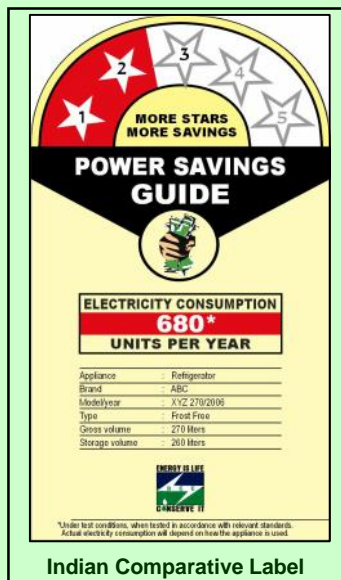 1 2 3 4 5
MORE STARS
MORE SAVINGS
POWER SAVINGS
GUIDE
ELECTRICITY CONSUMPTION
680*
UNITS PER YEAR
Appliance : Refrigerator
Brand : ABC
Model/year : XYZ 270/2006
Type : Frost Free
Gross volume : 270 liters
Storage volume : 260 liters
ENERGY IS LIFE
CONSERVE IT
*Under test conditions, when tested in accordance with relevant standards.
Actual electricity consumption will depend on how the appliance is used.
Indian Comparative Label